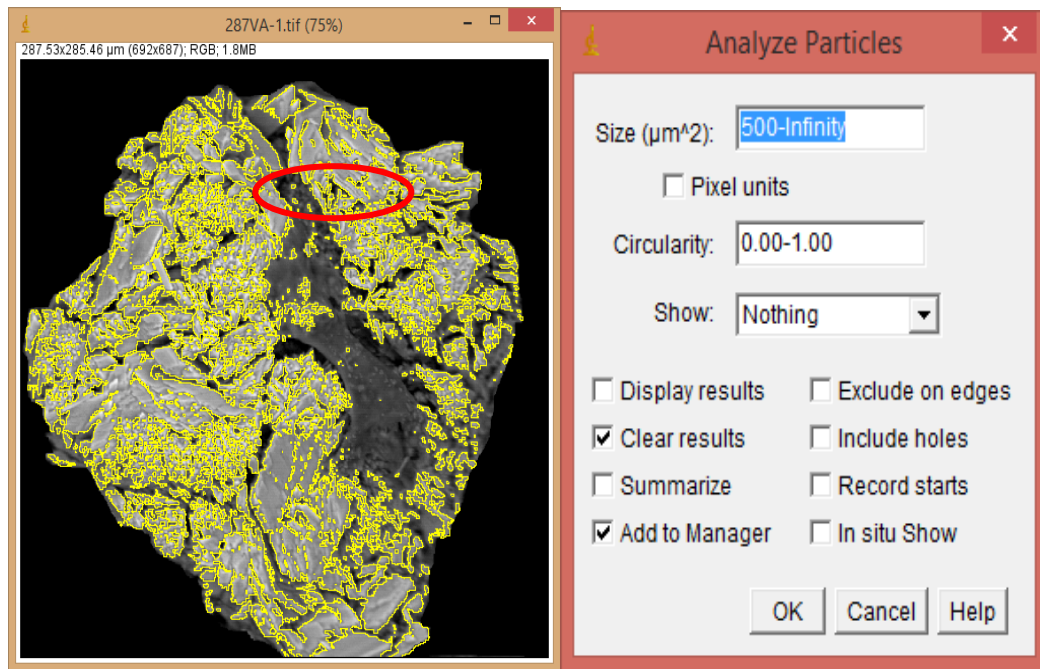 287VA-1.tif (75%)
287.53x285.46 µm (692x687); RGB; 1.8MB
Analyze Particles
Size (µm^2): 500-Infinity
Pixel units
Circularity: 0.00-1.00
Show: Nothing
Display results Exclude on edges
Clear results Include holes
Summarize Record starts
Add to Manager In situ Show
OK Cancel Help